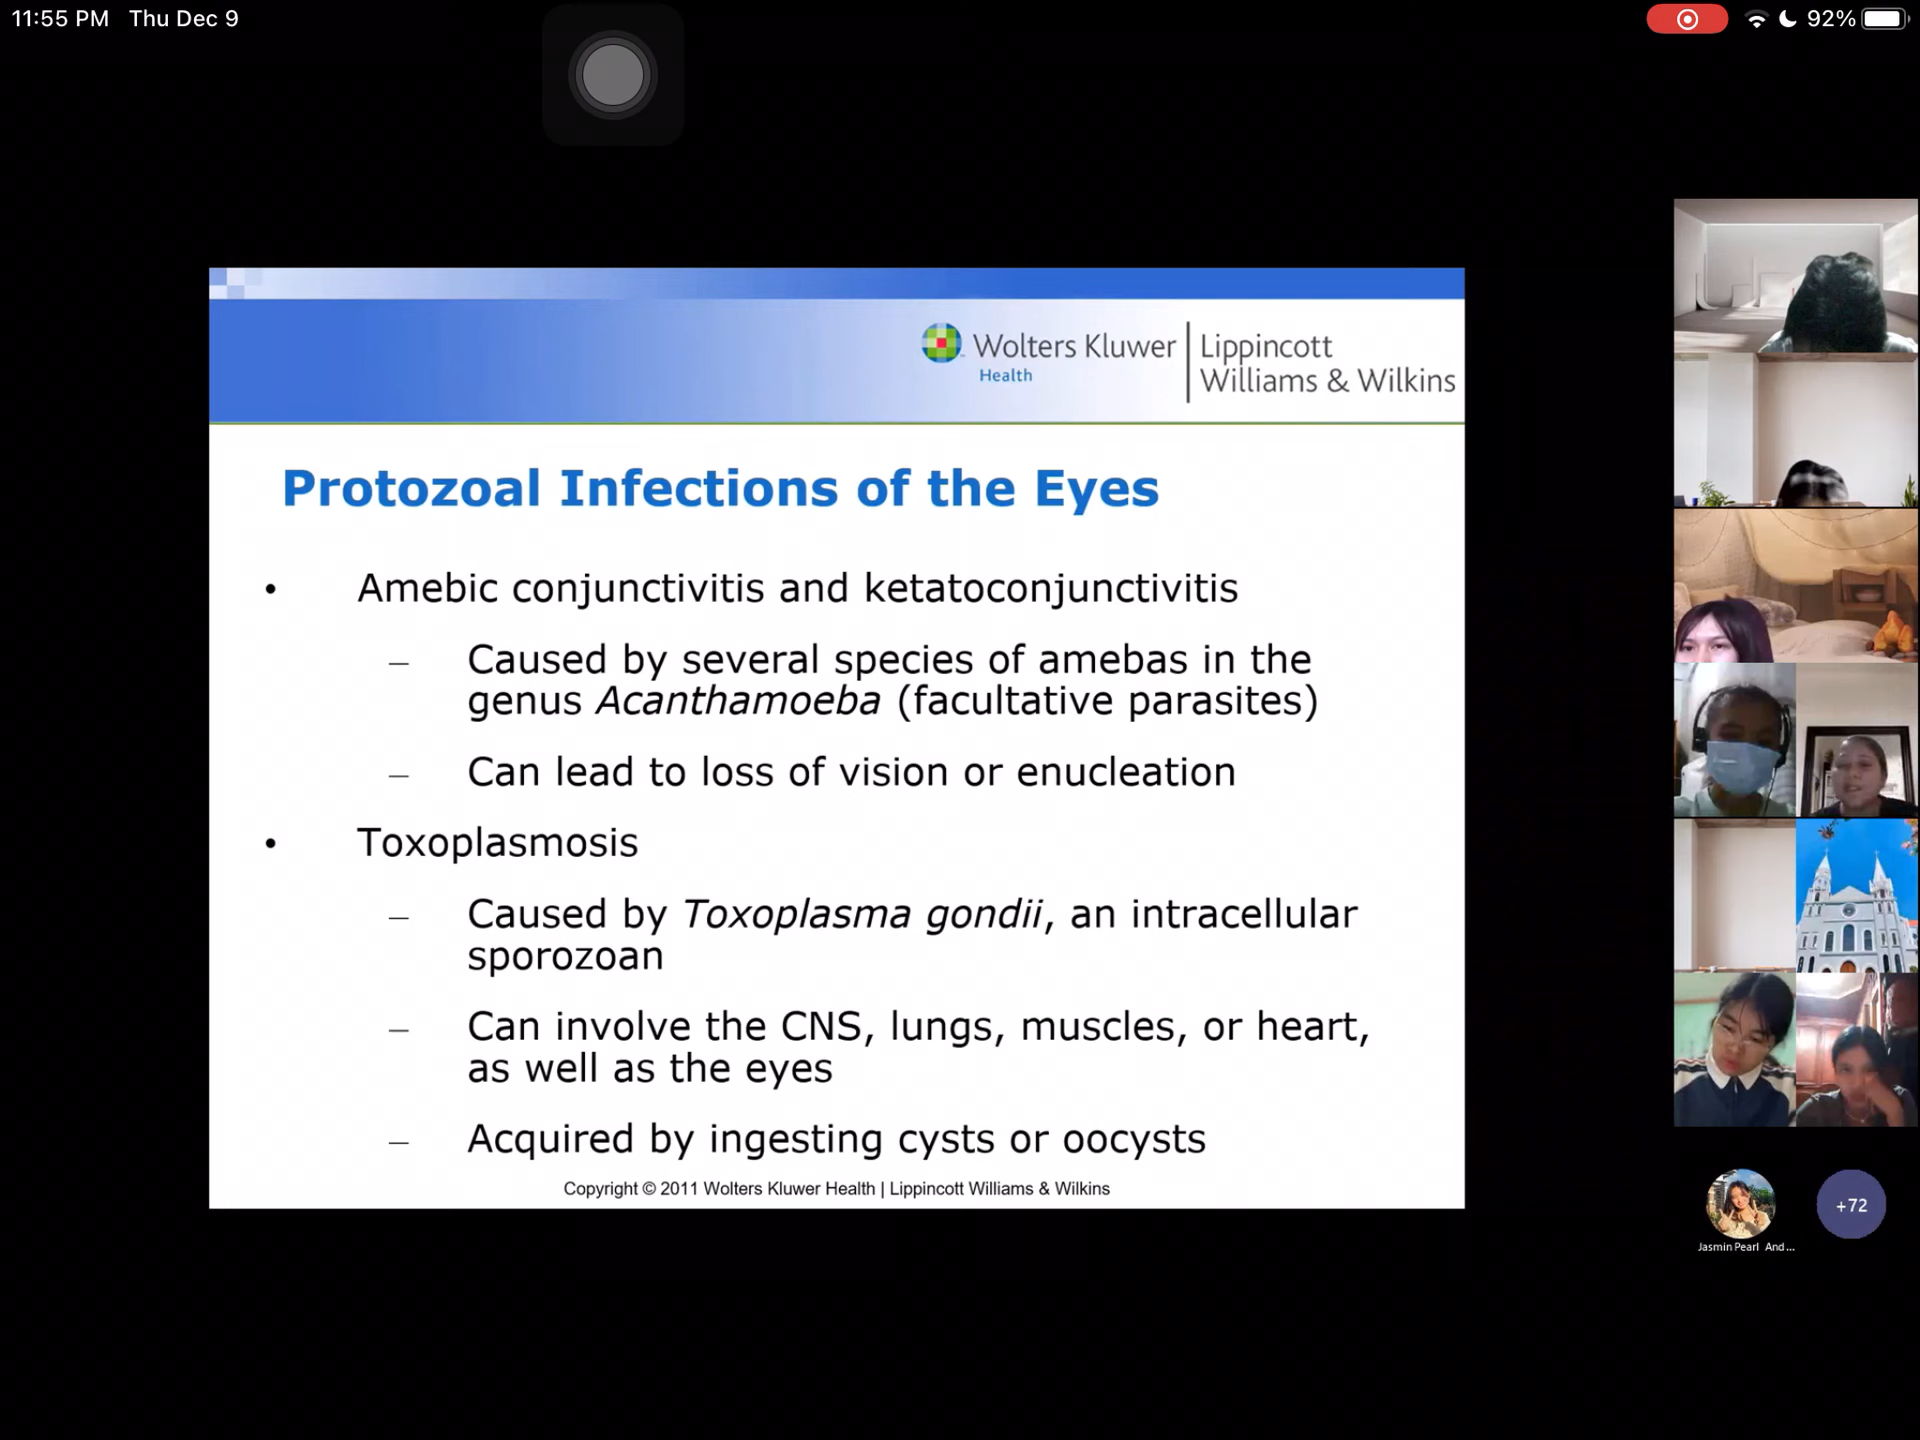 11:55 PM Thu Dec 9
92%
Wolters Kluwer
Health
Lippincott
Williams & Wilkins
Protozoal Infections of the Eyes
• Amebic conjunctivitis and ketatoconjunctivitis
– Caused by several species of amebas in the
genus Acanthamoeba (facultative parasites)
– Can lead to loss of vision or enucleation
• Toxoplasmosis
– Caused by Toxoplasma gondii, an intracellular
sporozoan
– Can involve the CNS, lungs, muscles, or heart,
as well as the eyes
– Acquired by ingesting cysts or oocysts
Copyright © 2011 Wolters Kluwer Health | Lippincott Williams & Wilkins
+72
Jasmin Pearl And...